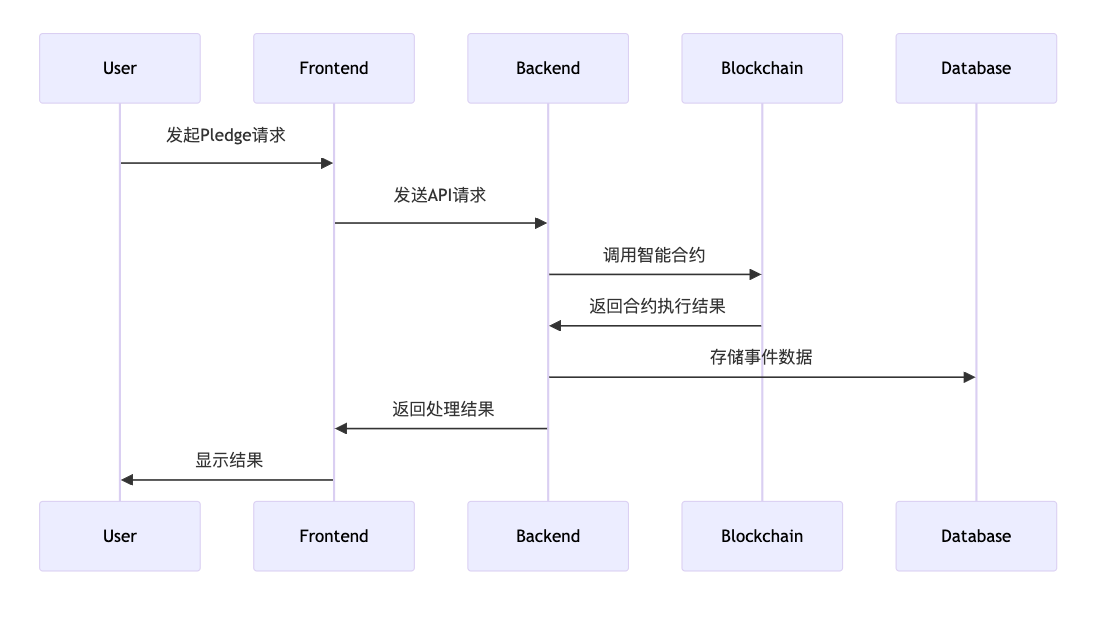 User
Frontend
Backend
Blockchain
Database
发起Pledge请求
发送API请求
调用智能合约
返回合约执行结果
存储事件数据
返回处理结果
显示结果
User
Frontend
Backend
Blockchain
Database